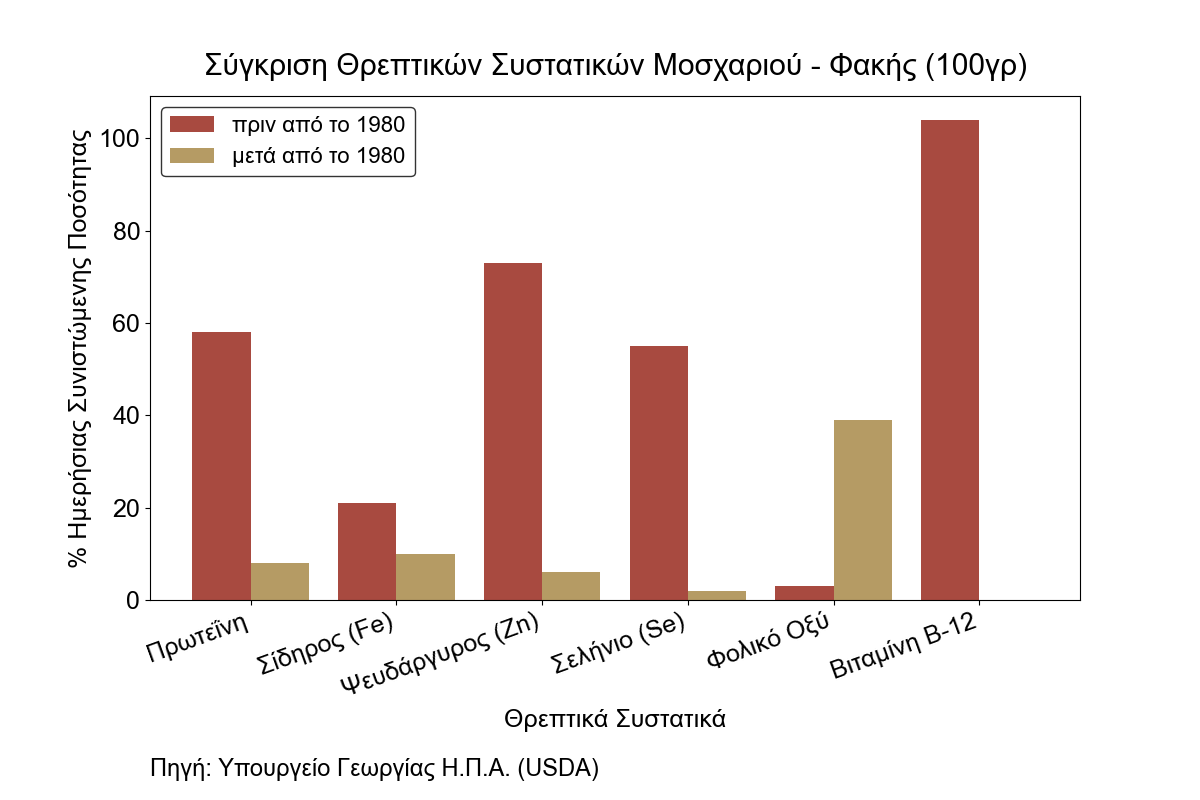 Σύγκριση Θρεπτικών Συστατικών Μοσχαριού - Φακής (100γρ)
πριν από το 1980
μετά από το 1980
% Ημερήσιας Συνιστώμενης Ποσότητας
100
80
60
40
20
0
Πρωτεΐνη
Σίδηρος (Fe)
Ψευδάργυρος (Zn)
Σελήνιο (Se)
Φολικό Οξύ
Βιταμίνη Β-12
Θρεπτικά Συστατικά
Πηγή: Υπουργείο Γεωργίας Η.Π.Α. (USDA)